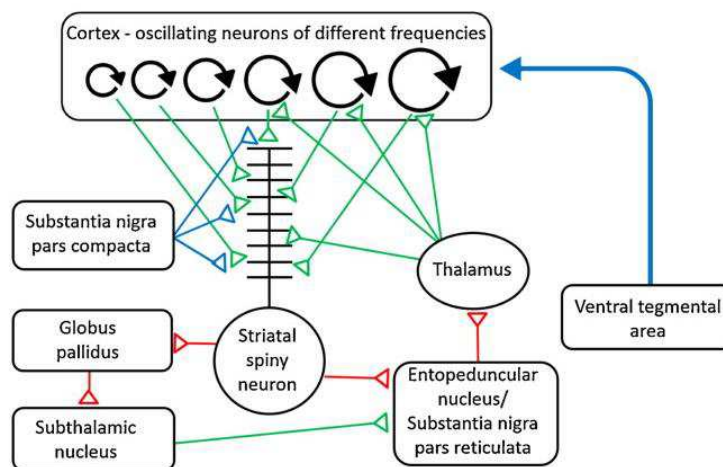 Cortex - oscillating neurons of different frequencies
Substantia nigra
pars compacta
Thalamus
Ventral tegmental
area
Globus
pallidus
Striatal
spiny
neuron
Entopeduncular
nucleus/
Substantia nigra
pars reticulata
Subthalamic
nucleus